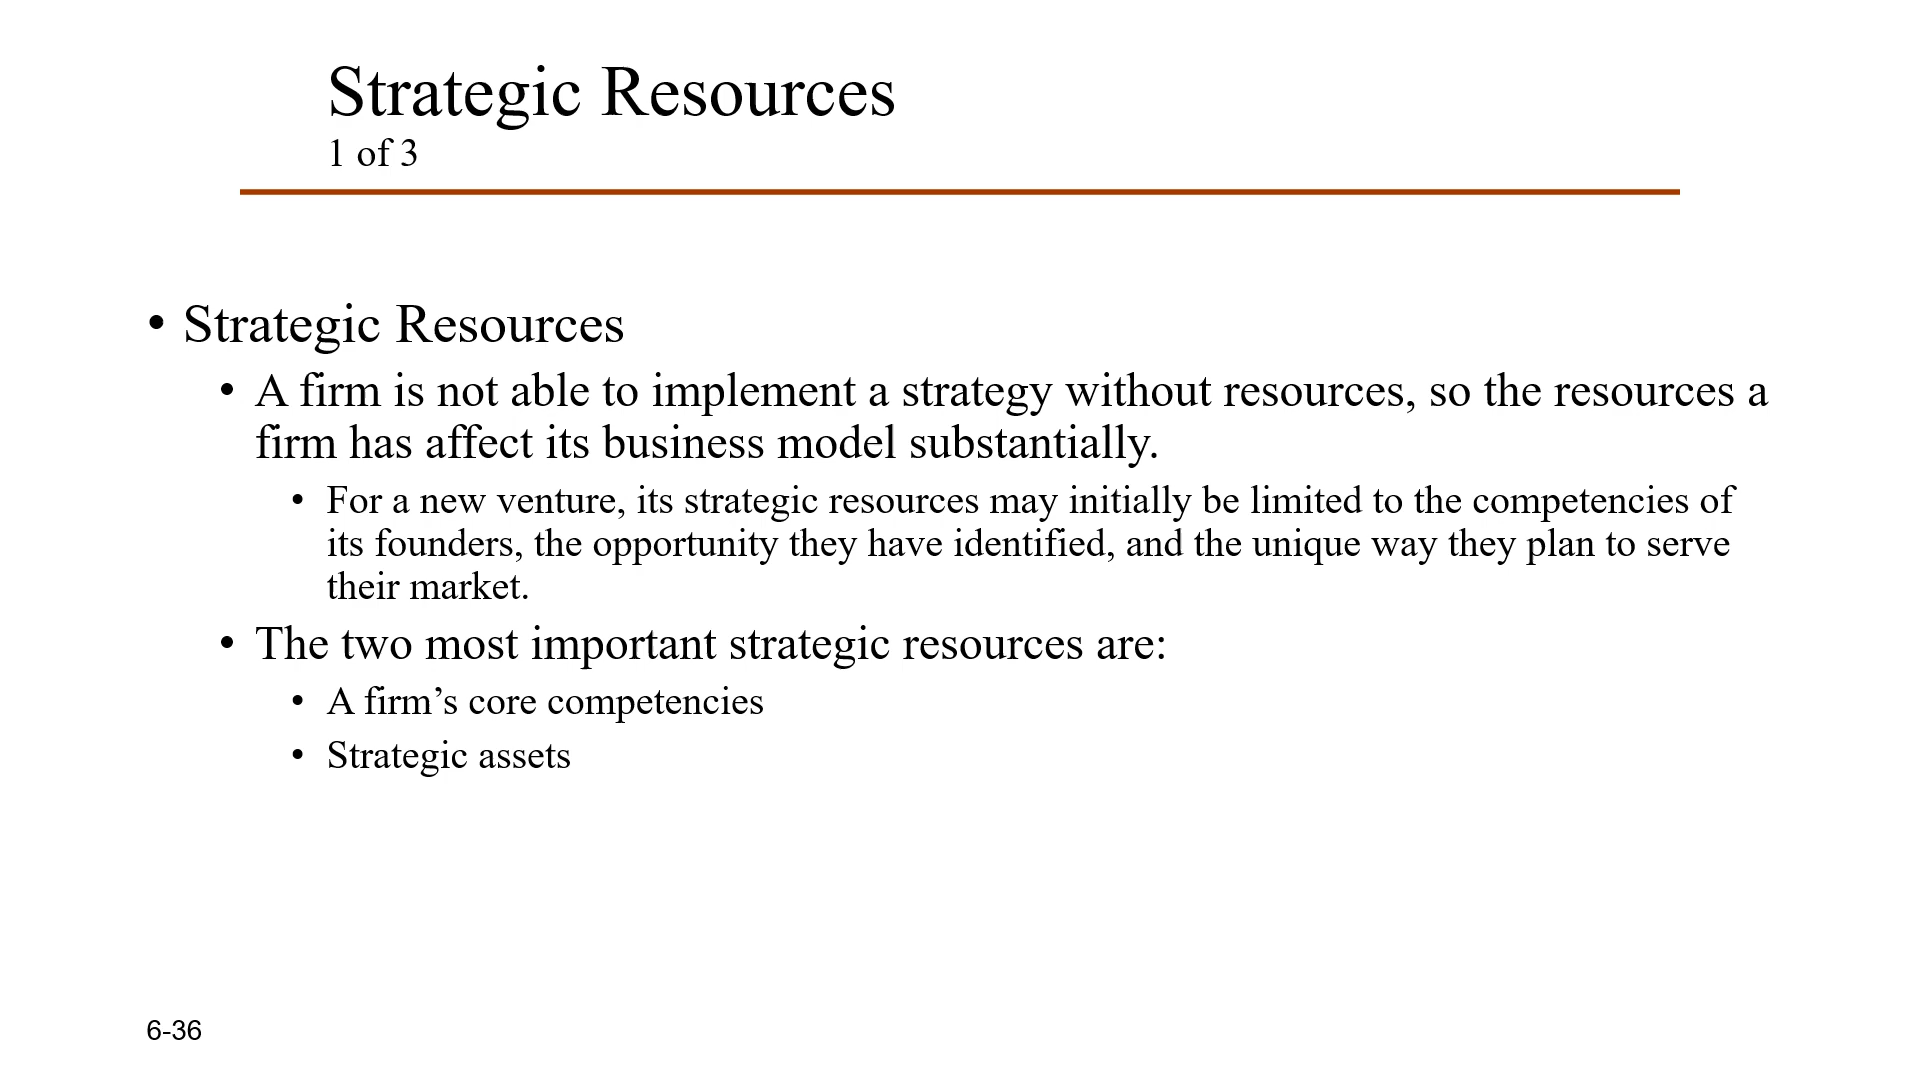 Strategic Resources
1 of 3
• Strategic Resources
• A firm is not able to implement a strategy without resources, so the resources a
firm has affect its business model substantially.
• For a new venture, its strategic resources may initially be limited to the competencies of
its founders, the opportunity they have identified, and the unique way they plan to serve
their market.
• The two most important strategic resources are:
• A firm’s core competencies
• Strategic assets
6-36